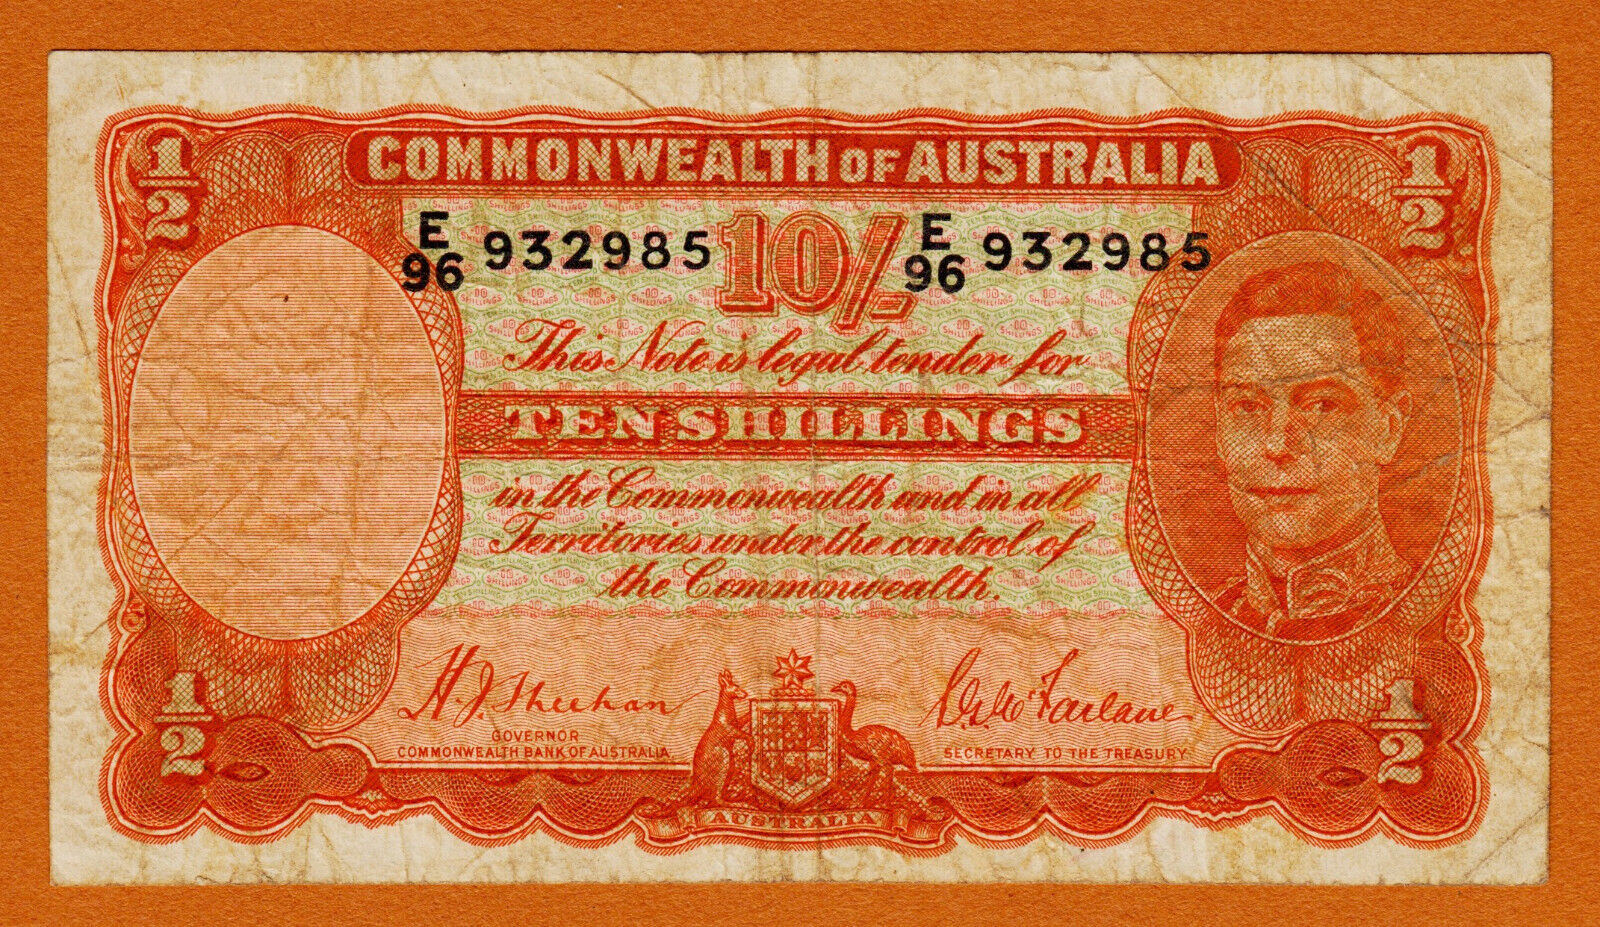 1/2 COMMONWEALTH OF AUSTRALIA 1/2
E/96 932985 10/- E/96 932985
This Note is legal tender for
TEN SHILLINGS
in the Commonwealth and in all
Territories under the control of
the Commonwealth.
H.J. Sheehan
GOVERNOR
COMMONWEALTH BANK OF AUSTRALIA
McFarlane
SECRETARY TO THE TREASURY
1/2 AUSTRALIA 1/2